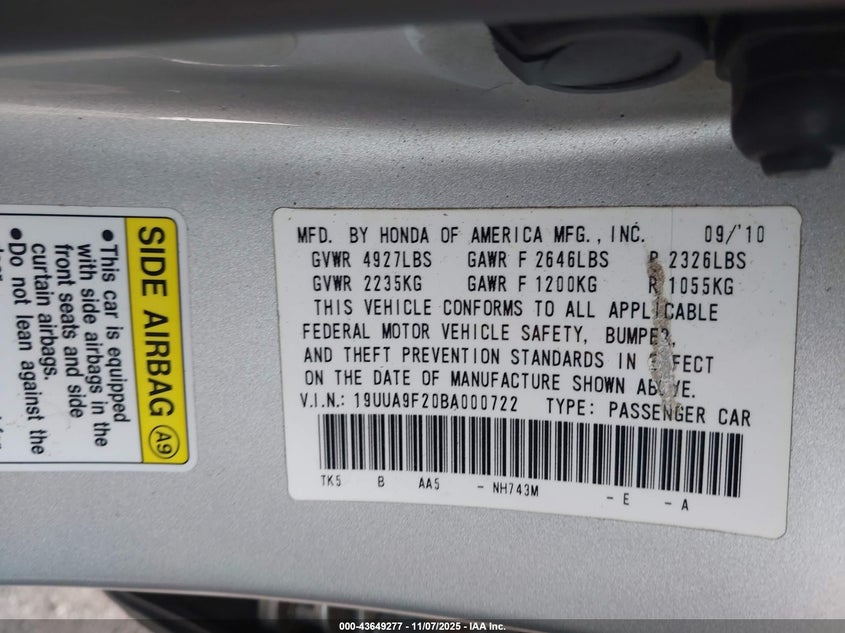 MFD. BY HONDA OF AMERICA MFG., INC. 09/'10
GVWR 4927LBS GAWR F 2646LBS R 2326LBS
GVWR 2235KG GAWR F 1200KG R 1055KG
THIS VEHICLE CONFORMS TO ALL APPLICABLE
FEDERAL MOTOR VEHICLE SAFETY, BUMPER,
AND THEFT PREVENTION STANDARDS IN EFFECT
ON THE DATE OF MANUFACTURE SHOWN ABOVE.
V.I.N.: 19UUA9F20BA000722 TYPE: PASSENGER CAR
TK5 B AA5 - NH743M - E - A
SIDE AIRBAG A9
•This car is equipped
with side airbags in the
front seats and side
curtain airbags.
•Do not lean against the
000-43649277 - 11/07/2025 - IAA Inc.